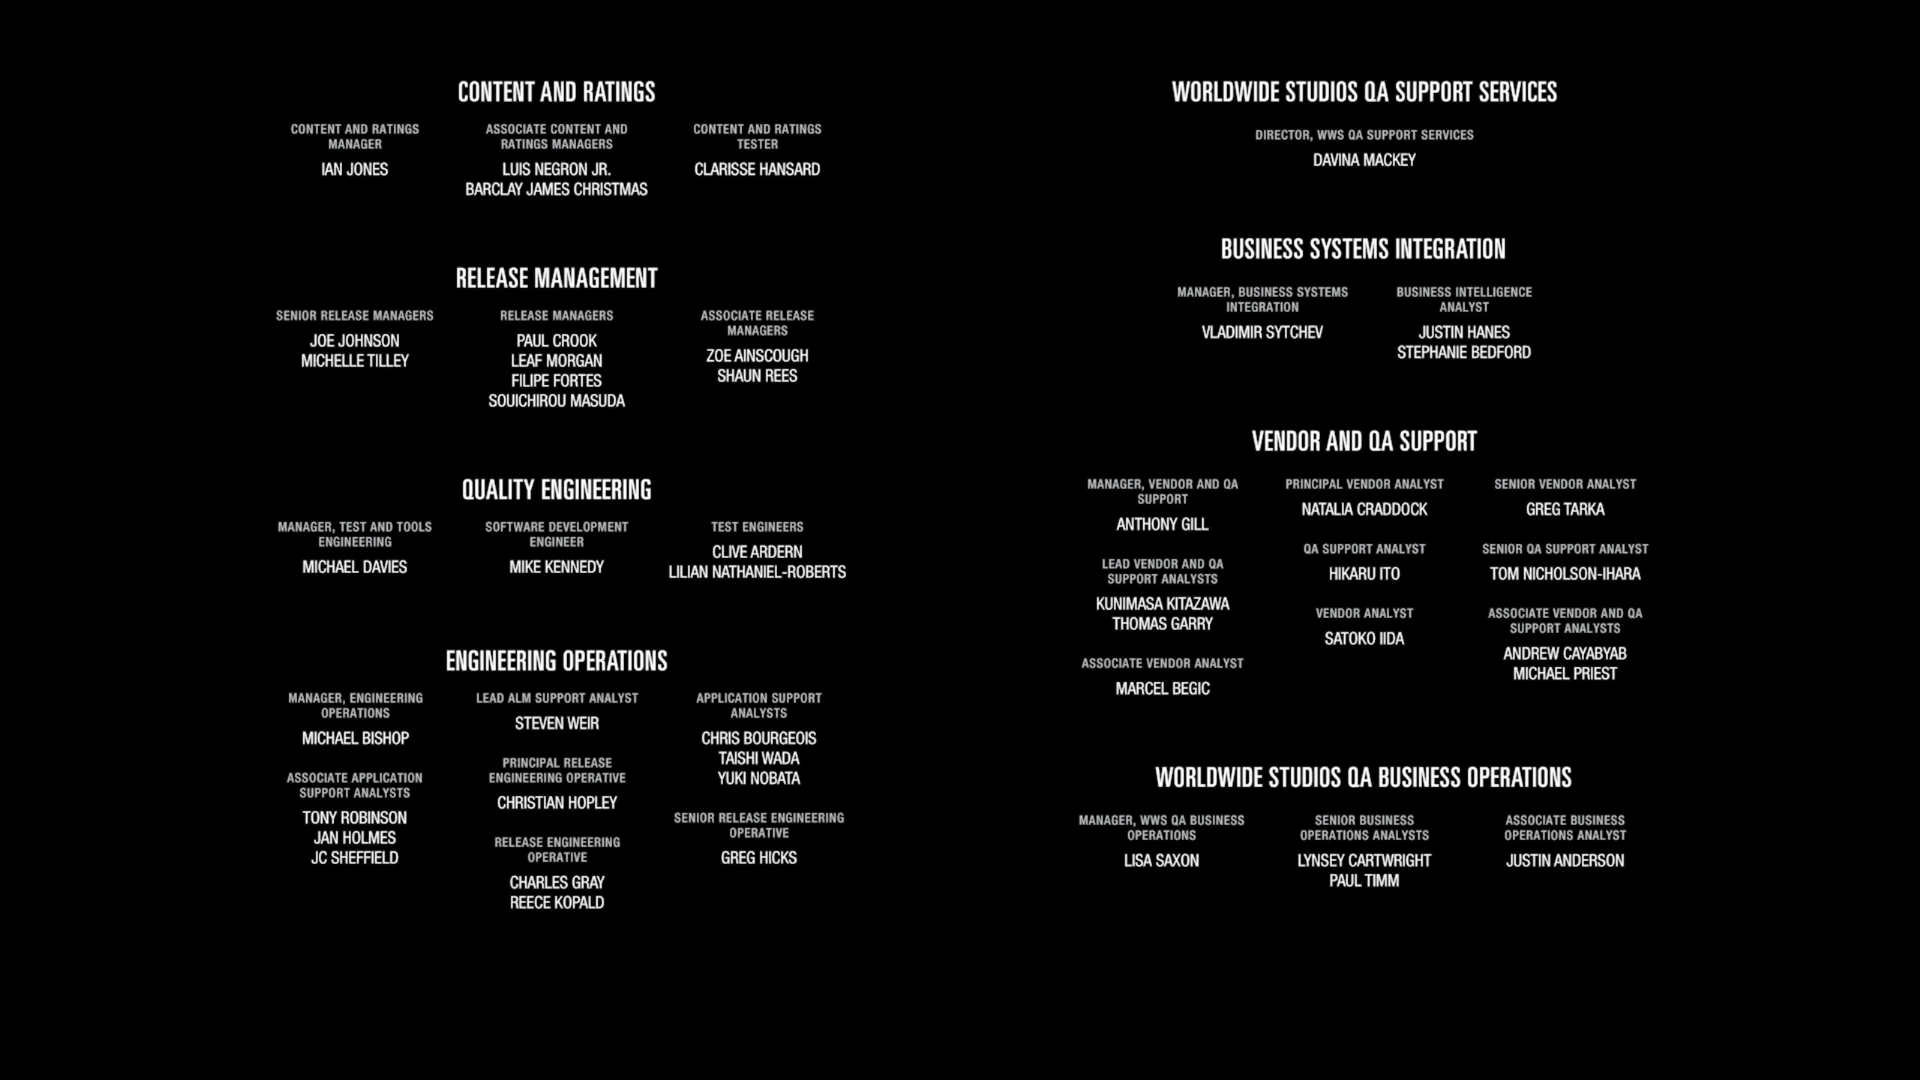 CONTENT AND RATINGS
CONTENT AND RATINGS
MANAGER
IAN JONES
ASSOCIATE CONTENT AND
RATINGS MANAGERS
LUIS NEGRON JR.
BARCLAY JAMES CHRISTMAS
CONTENT AND RATINGS
TESTER
CLARISSE HANSARD
RELEASE MANAGEMENT
SENIOR RELEASE MANAGERS
JOE JOHNSON
MICHELLE TILLEY
RELEASE MANAGERS
PAUL CROOK
LEAF MORGAN
FILIPE FORTES
SOUICHIROU MASUDA
ASSOCIATE RELEASE
MANAGERS
ZOE AINSCOUGH
SHAUN REES
QUALITY ENGINEERING
MANAGER, TEST AND TOOLS
ENGINEERING
MICHAEL DAVIES
SOFTWARE DEVELOPMENT
ENGINEER
MIKE KENNEDY
TEST ENGINEERS
CLIVE ARDERN
LILIAN NATHANIEL-ROBERTS
ENGINEERING OPERATIONS
MANAGER, ENGINEERING
OPERATIONS
MICHAEL BISHOP
ASSOCIATE APPLICATION
SUPPORT ANALYSTS
TONY ROBINSON
JAN HOLMES
JC SHEFFIELD
LEAD ALM SUPPORT ANALYST
STEVEN WEIR
PRINCIPAL RELEASE
ENGINEERING OPERATIVE
CHRISTIAN HOPLEY
RELEASE ENGINEERING
OPERATIVE
CHARLES GRAY
REECE KOPALD
APPLICATION SUPPORT
ANALYSTS
CHRIS BOURGEOIS
TAISHI WADA
YUKI NOBATA
SENIOR RELEASE ENGINEERING
OPERATIVE
GREG HICKS
WORLDWIDE STUDIOS QA SUPPORT SERVICES
DIRECTOR, WWS QA SUPPORT SERVICES
DAVINA MACKEY
BUSINESS SYSTEMS INTEGRATION
MANAGER, BUSINESS SYSTEMS
INTEGRATION
VLADIMIR SYTCHEV
BUSINESS INTELLIGENCE
ANALYST
JUSTIN HANES
STEPHANIE BEDFORD
VENDOR AND QA SUPPORT
MANAGER, VENDOR AND QA
SUPPORT
ANTHONY GILL
LEAD VENDOR AND QA
SUPPORT ANALYSTS
KUNIMASA KITAZAWA
THOMAS GARRY
ASSOCIATE VENDOR ANALYST
MARCEL BEGIC
PRINCIPAL VENDOR ANALYST
NATALIA CRADDOCK
QA SUPPORT ANALYST
HIKARU ITO
VENDOR ANALYST
SATOKO IIDA
SENIOR VENDOR ANALYST
GREG TARKA
SENIOR QA SUPPORT ANALYST
TOM NICHOLSON-IHARA
ASSOCIATE VENDOR AND QA
SUPPORT ANALYSTS
ANDREW CAYABYAB
MICHAEL PRIEST
WORLDWIDE STUDIOS QA BUSINESS OPERATIONS
MANAGER, WWS QA BUSINESS
OPERATIONS
LISA SAXON
SENIOR BUSINESS
OPERATIONS ANALYSTS
LYNSEY CARTWRIGHT
PAUL TIMM
ASSOCIATE BUSINESS
OPERATIONS ANALYST
JUSTIN ANDERSON